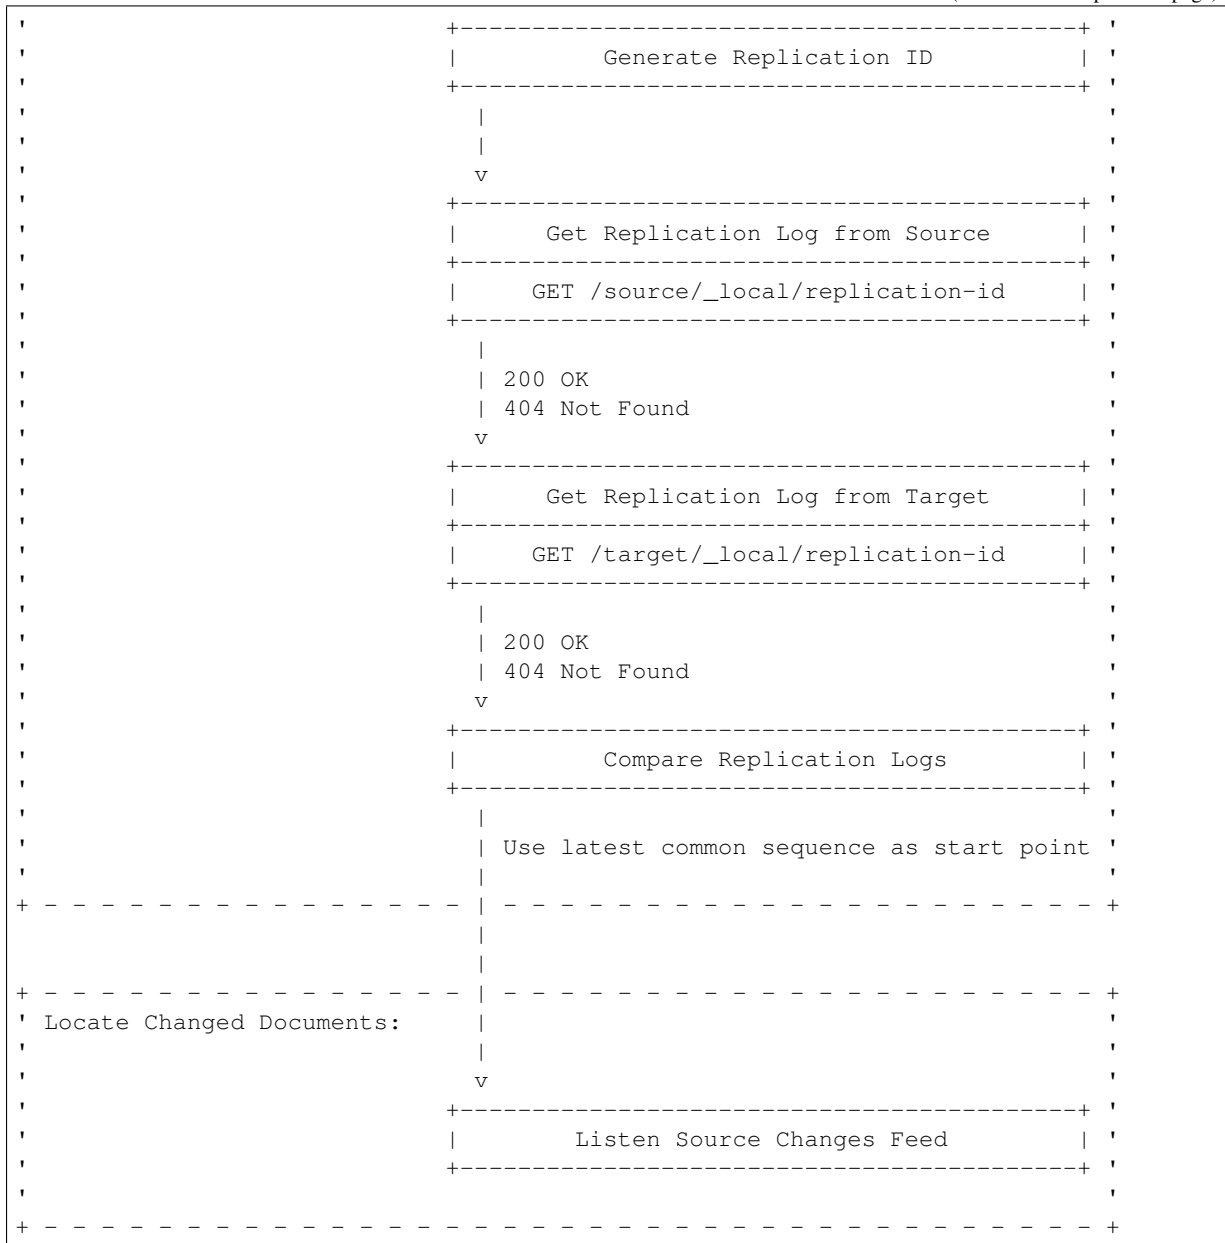 '                             +-------------------------------------------+ '
'                             |          Generate Replication ID          | '
'                             +-------------------------------------------+ '
'                               |                                           '
'                               |                                           '
'                               v                                           '
'                             +-------------------------------------------+ '
'                             |      Get Replication Log from Source      | '
'                             +-------------------------------------------+ '
'                             |     GET /source/_local/replication-id     | '
'                             +-------------------------------------------+ '
'                               |                                           '
'                               | 200 OK                                    '
'                               | 404 Not Found                             '
'                               v                                           '
'                             +-------------------------------------------+ '
'                             |      Get Replication Log from Target      | '
'                             +-------------------------------------------+ '
'                             |     GET /target/_local/replication-id     | '
'                             +-------------------------------------------+ '
'                               |                                           '
'                               | 200 OK                                    '
'                               | 404 Not Found                             '
'                               v                                           '
'                             +-------------------------------------------+ '
'                             |          Compare Replication Logs         | '
'                             +-------------------------------------------+ '
'                               |                                           '
'                               | Use latest common sequence as start point '
'                               |                                           '
+ - - - - - - - - - - - - - - - | - - - - - - - - - - - - - - - - - - - - - +
                                |
                                |
+ - - - - - - - - - - - - - - - | - - - - - - - - - - - - - - - - - - - - - +
' Locate Changed Documents:     |                                           '
'                               |                                           '
'                               v                                           '
'                             +-------------------------------------------+ '
'                             |        Listen Source Changes Feed         | '
'                             +-------------------------------------------+ '
'                                                                           '
+ - - - - - - - - - - - - - - - - - - - - - - - - - - - - - - - - - - - - - +